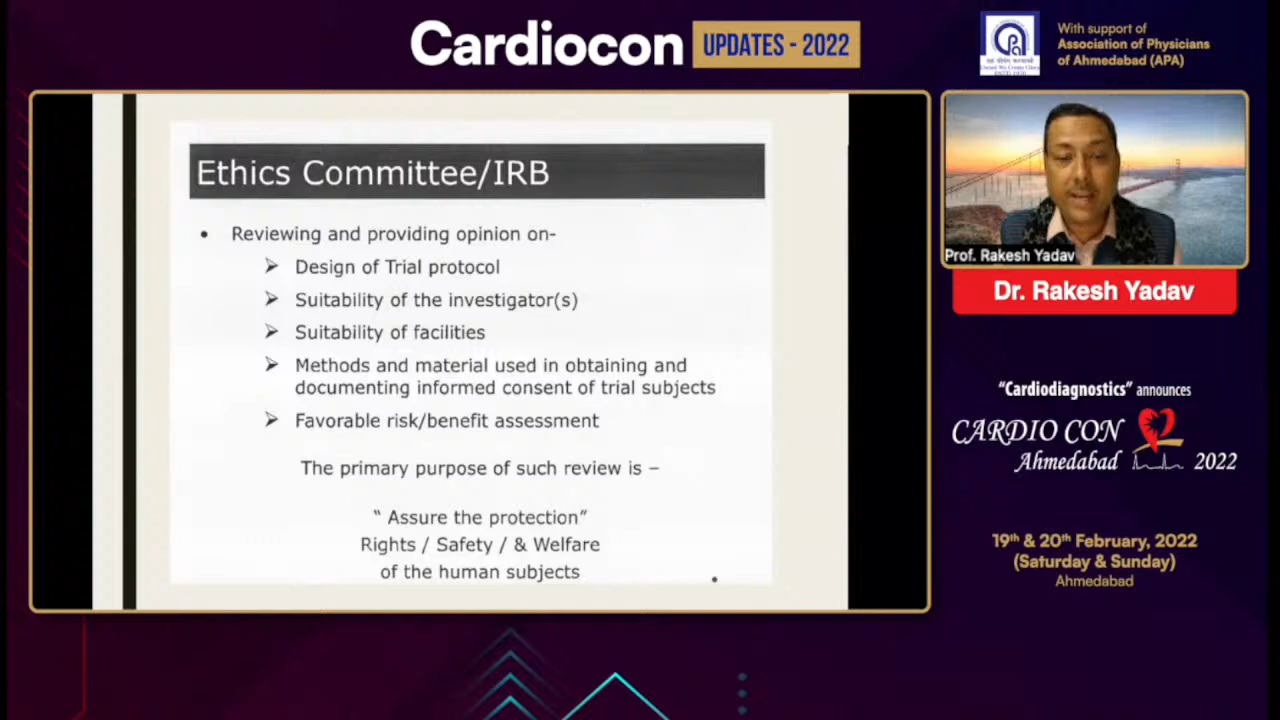 Cardiocon UPDATES - 2022
With support of
Association of Physicians
of Ahmedabad (APA)
Ethics Committee/IRB
• Reviewing and providing opinion on-
➢ Design of Trial protocol
➢ Suitability of the investigator(s)
➢ Suitability of facilities
➢ Methods and material used in obtaining and
documenting informed consent of trial subjects
➢ Favorable risk/benefit assessment
The primary purpose of such review is –
“ Assure the protection”
Rights / Safety / & Welfare
of the human subjects
Prof. Rakesh Yadav
Dr. Rakesh Yadav
“Cardiodiagnostics” announces
CARDIO CON
Ahmedabad 2022
19th & 20th February, 2022
(Saturday & Sunday)
Ahmedabad